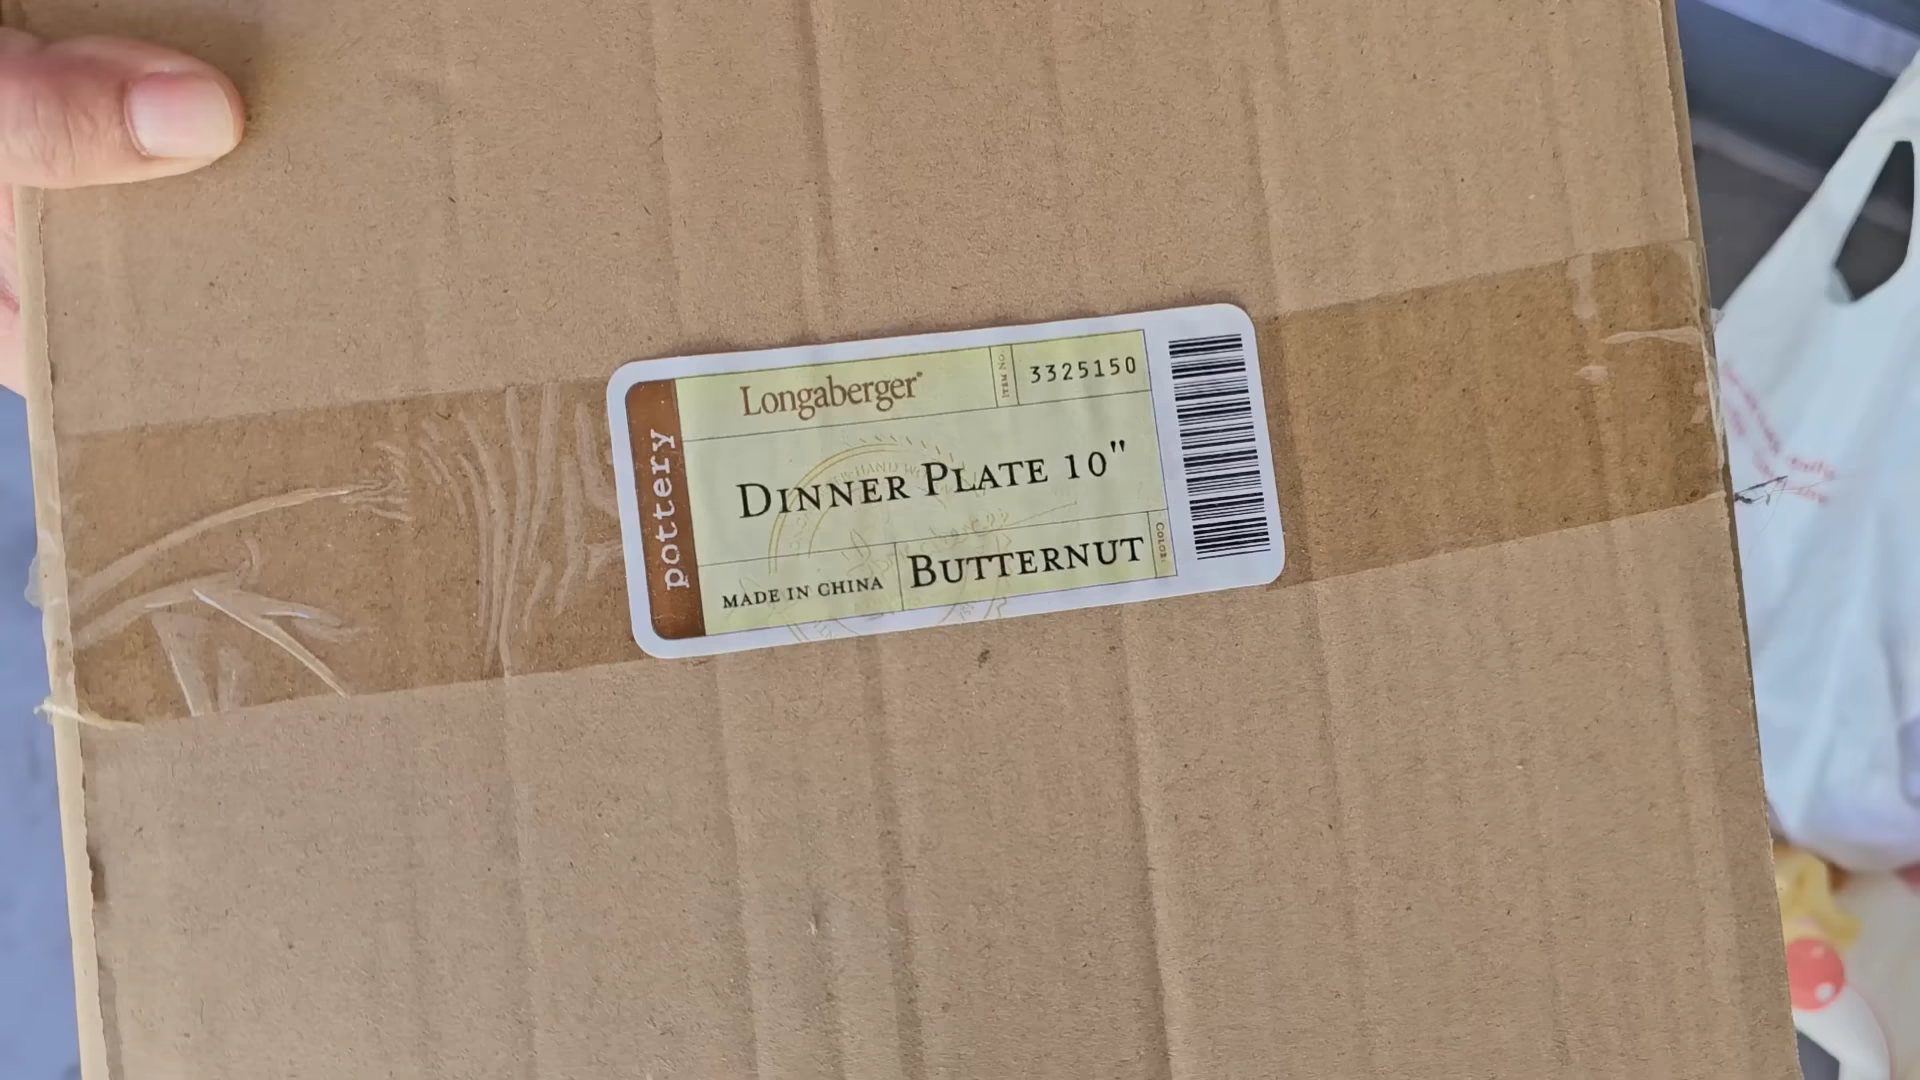 pottery
Longaberger®
ITEM NO.
3325150
DINNER PLATE 10"
MADE IN CHINA
BUTTERNUT
COLOR: